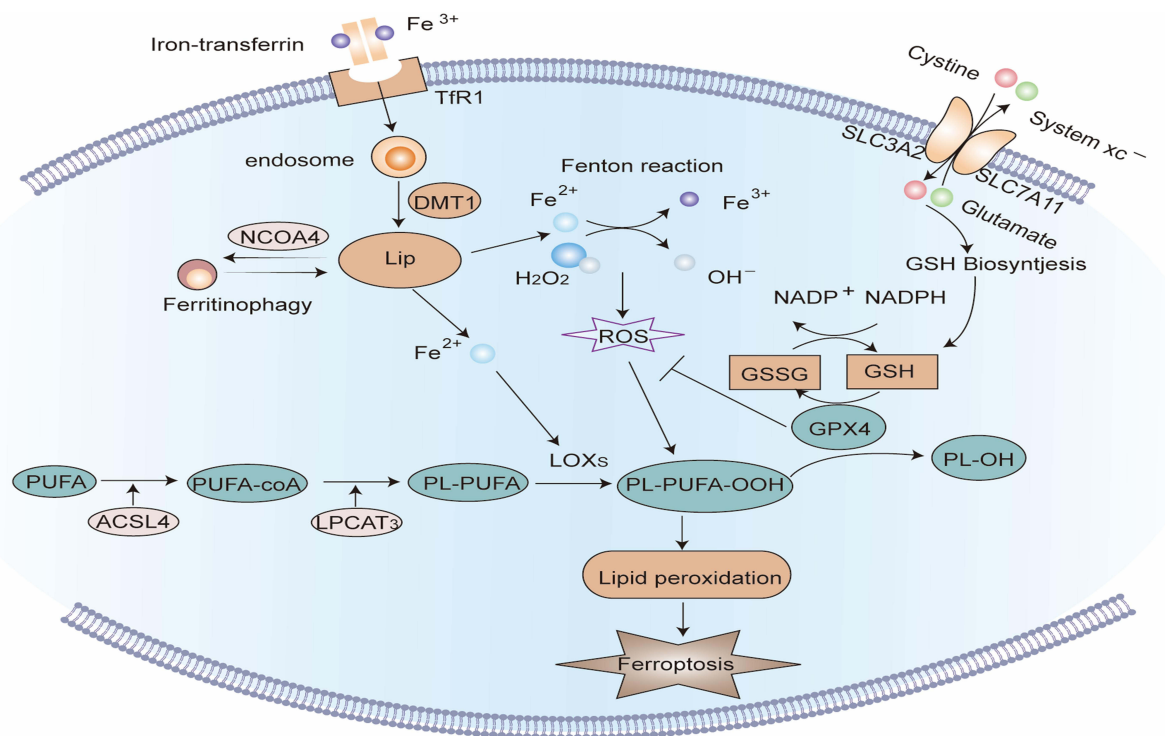 Fe 3+
Iron-transferrin
TfR1
Cystine
System xc −
SLC3A2
SLC7A11
Glutamate
endosome
DMT1
Fenton reaction
Fe2+
Fe3+
NCOA4
Lip
H2O2
OH−
GSH Biosyntjesis
Ferritinophagy
NADP+ NADPH
ROS
Fe2+
GSSG
GSH
GPX4
LOXs
PL-OH
PUFA
PUFA-coA
PL-PUFA
PL-PUFA-OOH
ACSL4
LPCAT3
Lipid peroxidation
Ferroptosis